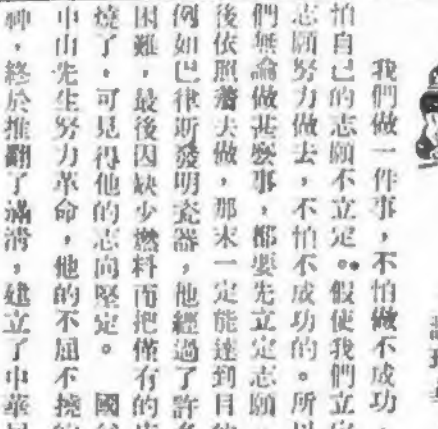 我們做一件事，不怕做不成功，
怕自己的志願不立定。假使我們立
志願努力做去，不怕不成功的。所以
們無論做甚麼事，都要先立定志願，
後依照着去做，那末一定能達到目的
例如巴律斯發明瓷器，他經過了許多
困難，最後因缺少燃料而把僅有的
燒了，可見得他的志向堅定。國
中山先生努力革命，他的不屈不撓的
神，終於推翻了滿清，建立了中華民